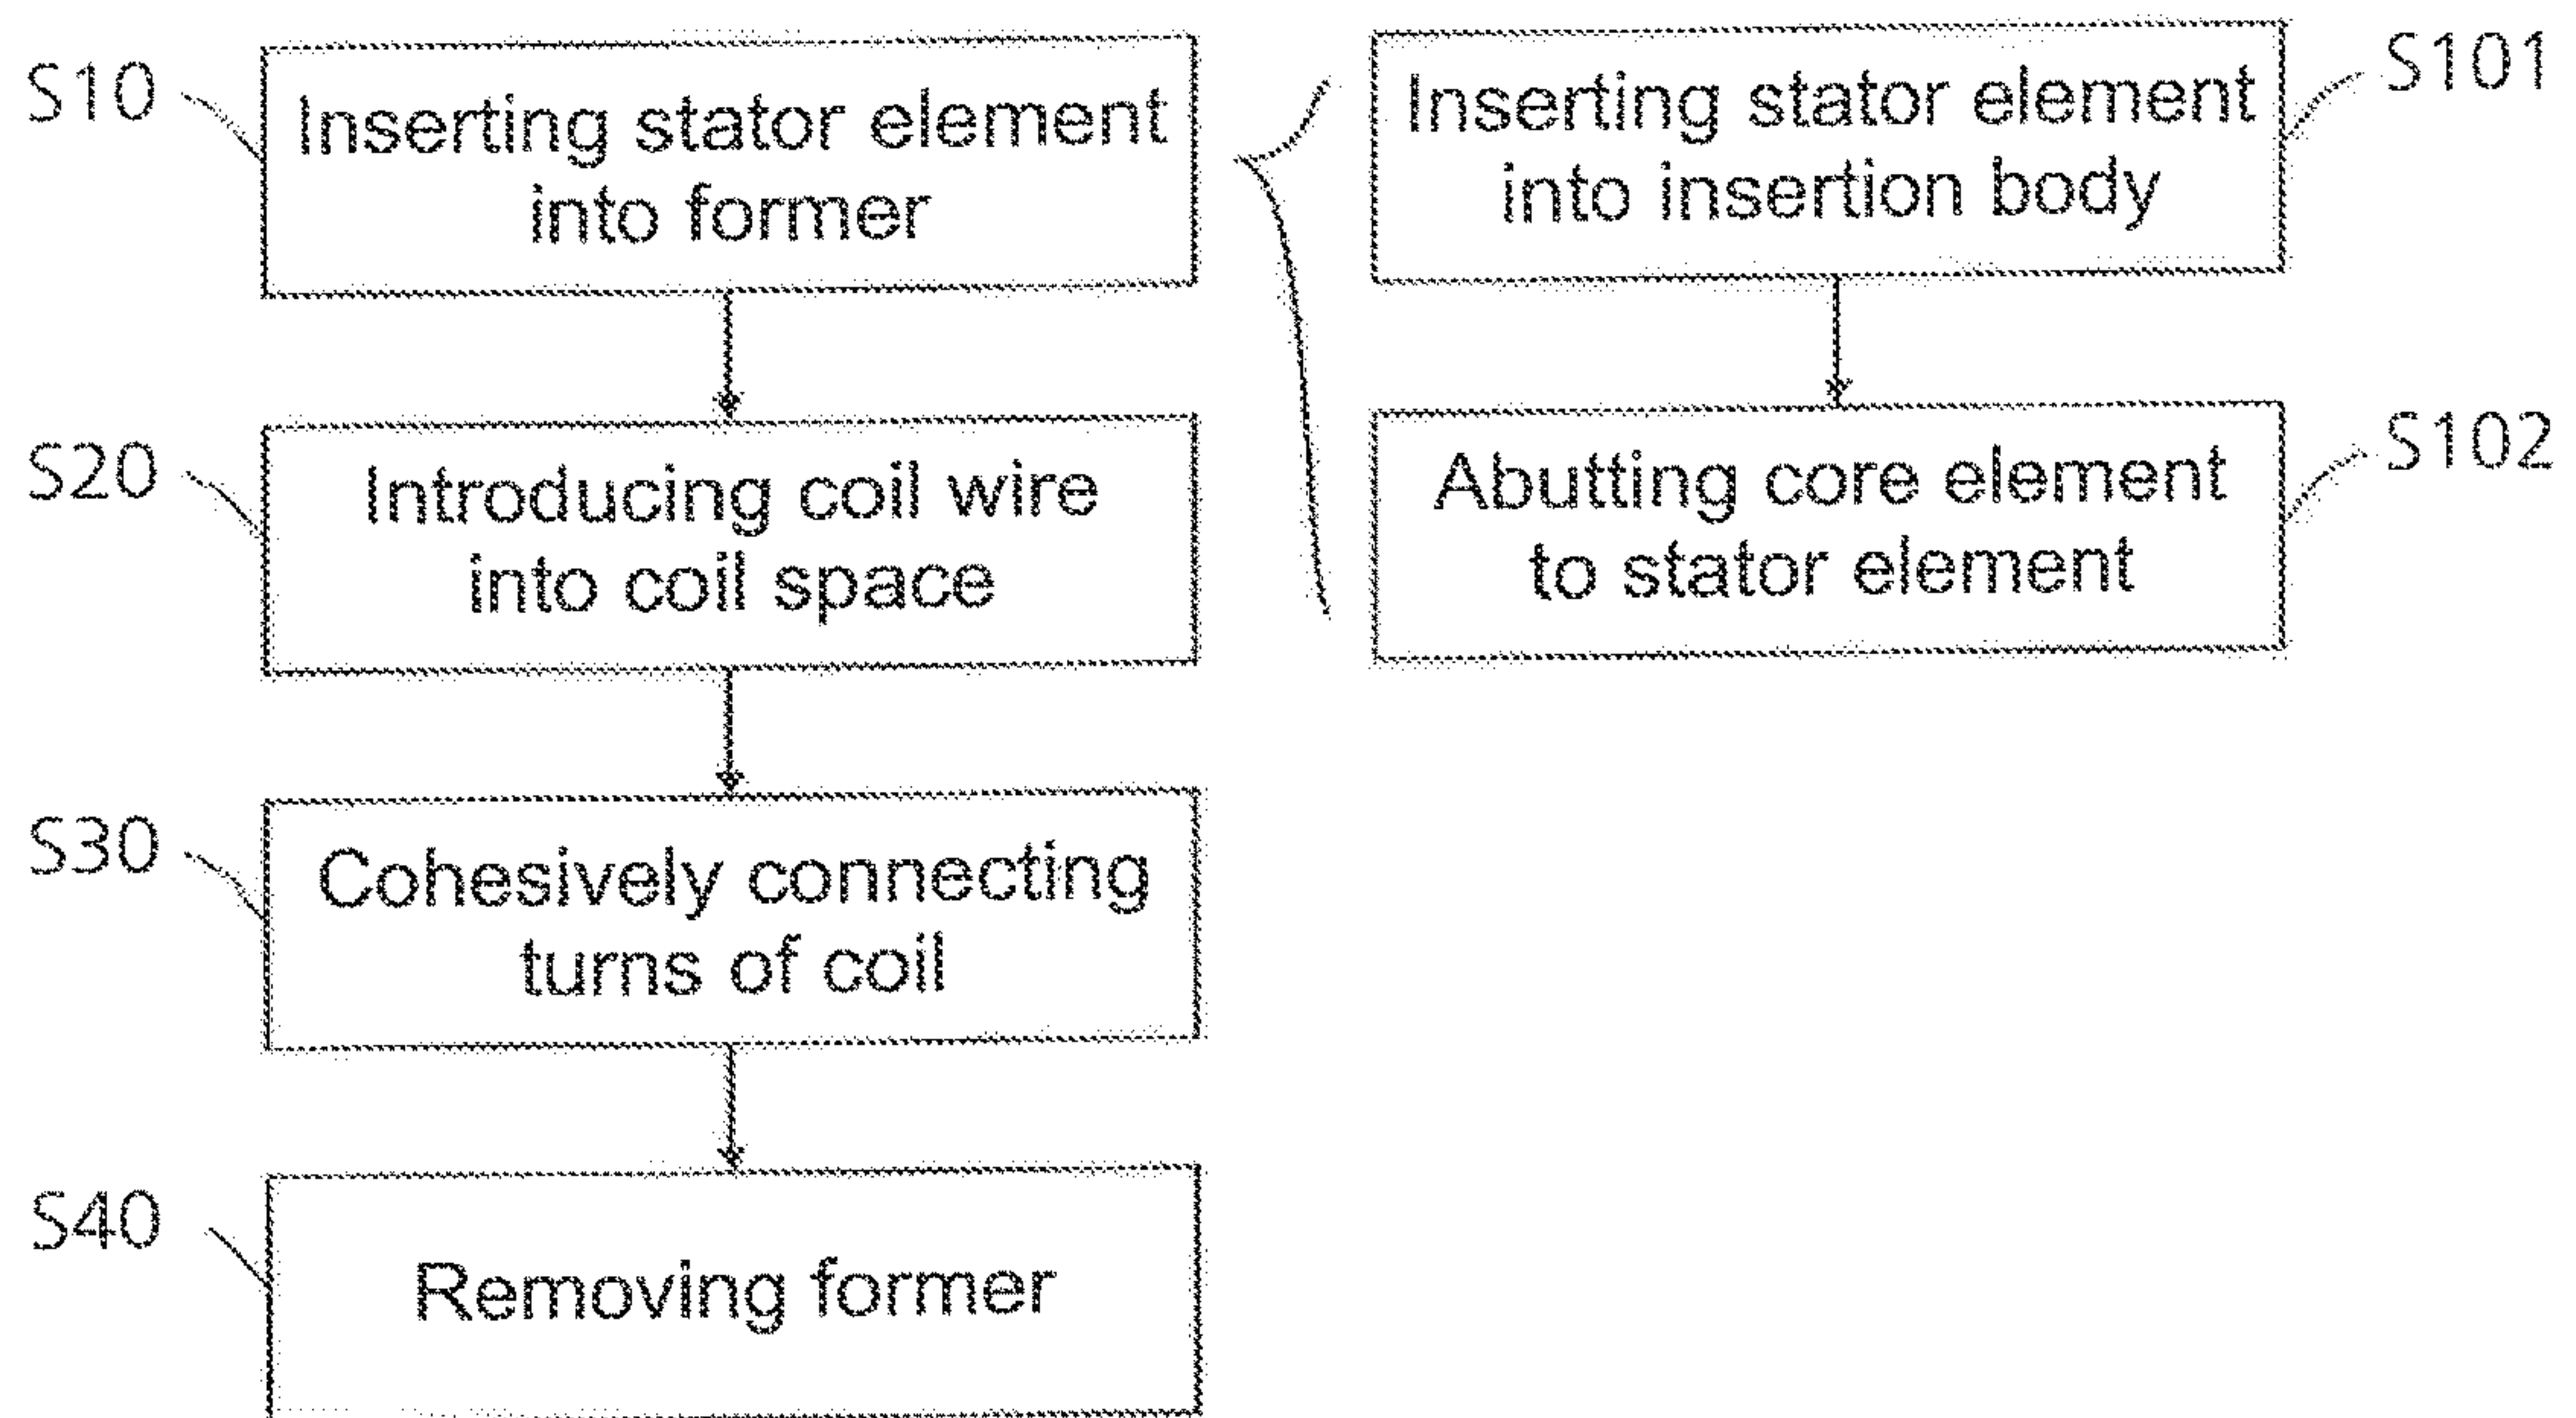 S10
Inserting stator element
into former
S20
Introducing coil wire
into coil space
S30
Cohesively connecting
turns of coil
S40
Removing former
S101
Inserting stator element
into insertion body
S102
Abutting core element
to stator element